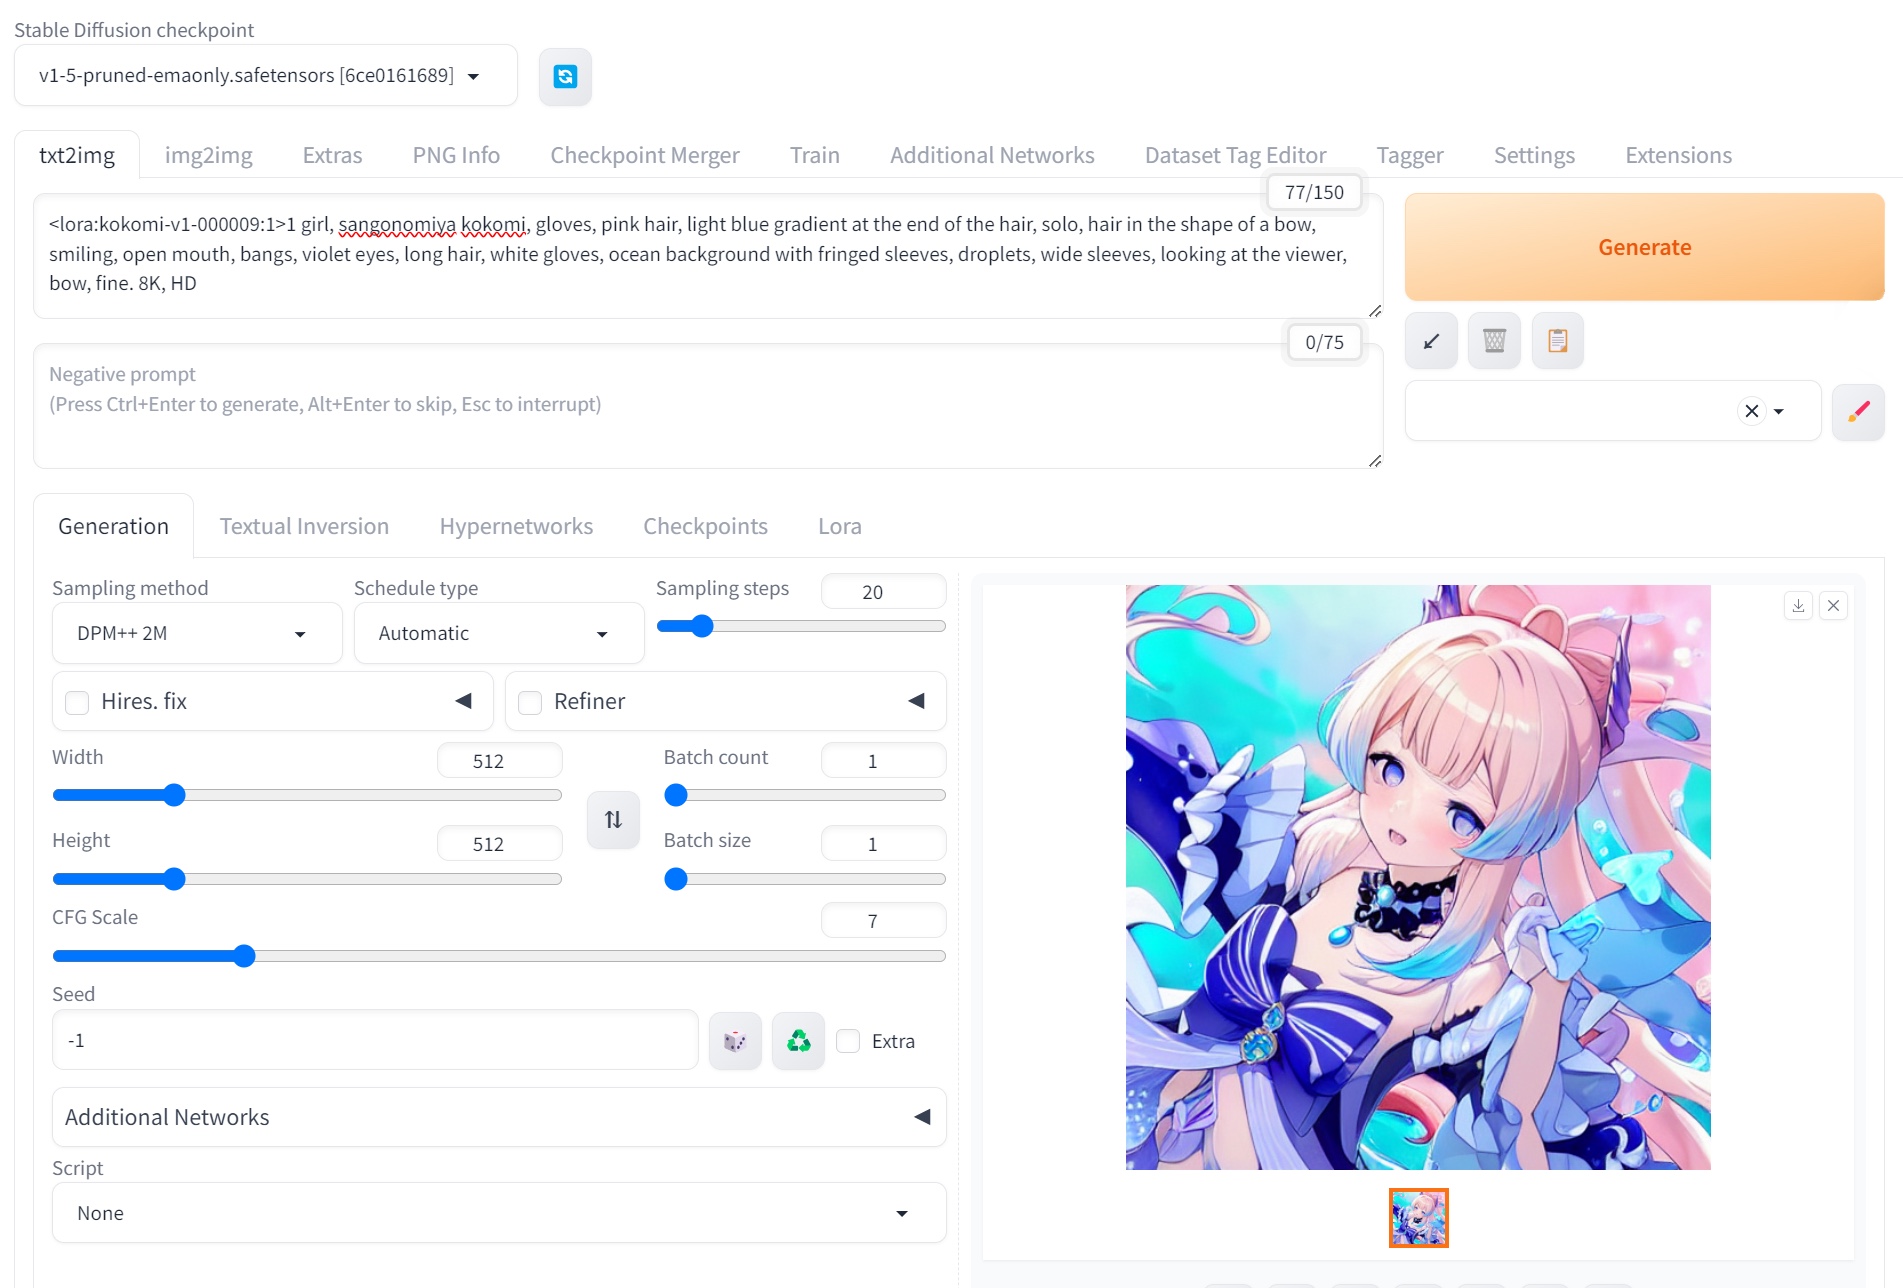 Stable Diffusion checkpoint
v1-5-pruned-emaonly.safetensors [6ce0161689]
txt2img img2img Extras PNG Info Checkpoint Merger Train Additional Networks Dataset Tag Editor Tagger Settings Extensions
77/150
<lora:kokomi-v1-000009:1>1 girl, sangonomiya kokomi, gloves, pink hair, light blue gradient at the end of the hair, solo, hair in the shape of a bow,
smiling, open mouth, bangs, violet eyes, long hair, white gloves, ocean background with fringed sleeves, droplets, wide sleeves, looking at the viewer,
bow, fine. 8K, HD
Generate
0/75
Negative prompt
(Press Ctrl+Enter to generate, Alt+Enter to skip, Esc to interrupt)
Generation Textual Inversion Hypernetworks Checkpoints Lora
Sampling method Schedule type Sampling steps 20
DPM++ 2M Automatic
Hires. fix Refiner
Width 512 Batch count 1
Height 512 Batch size 1
CFG Scale 7
Seed
-1 Extra
Additional Networks
Script
None